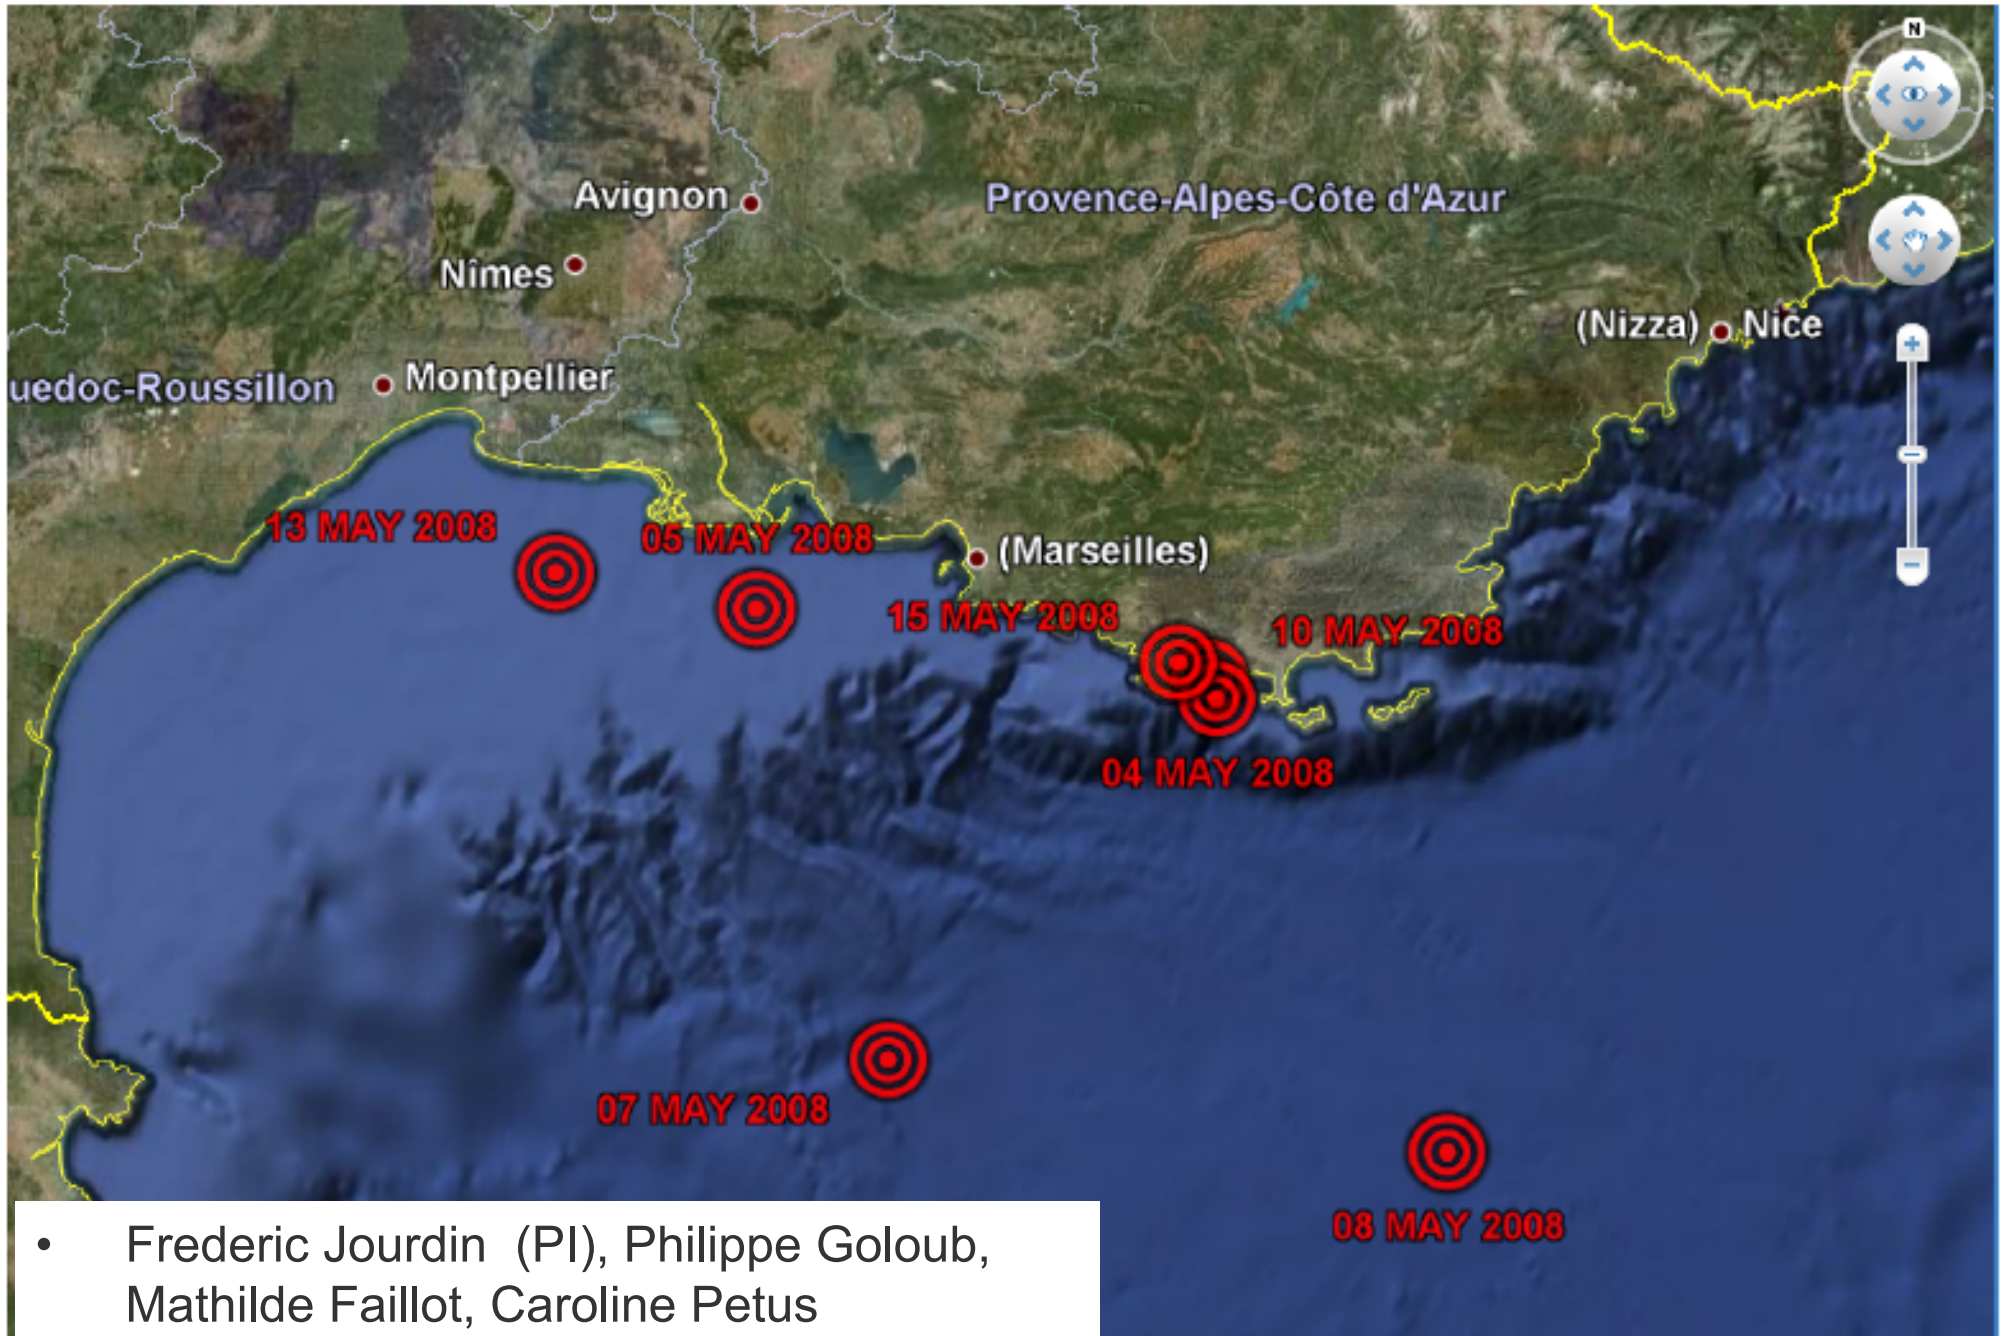 N
Avignon
Provence-Alpes-Côte d'Azur
Nîmes
(Nizza) Nice
uedoc-Roussillon
Montpellier
13 MAY 2008
05 MAY 2008
(Marseilles)
15 MAY 2008
10 MAY 2008
04 MAY 2008
07 MAY 2008
08 MAY 2008
• Frederic Jourdin (PI), Philippe Goloub,
Mathilde Faillot, Caroline Petus